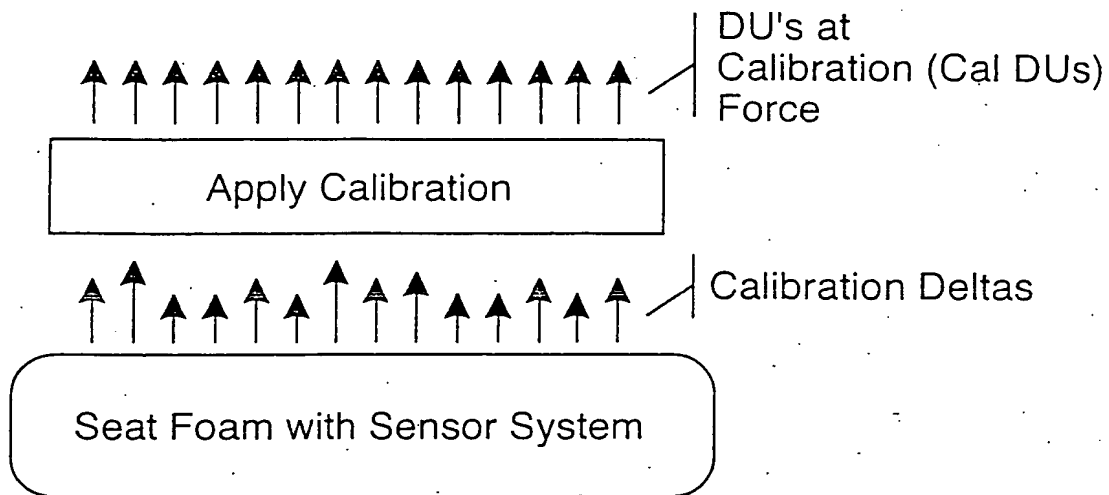 DU's at
Calibration (Cal DUs)
Force
Apply Calibration
Calibration Deltas
Seat Foam with Sensor System